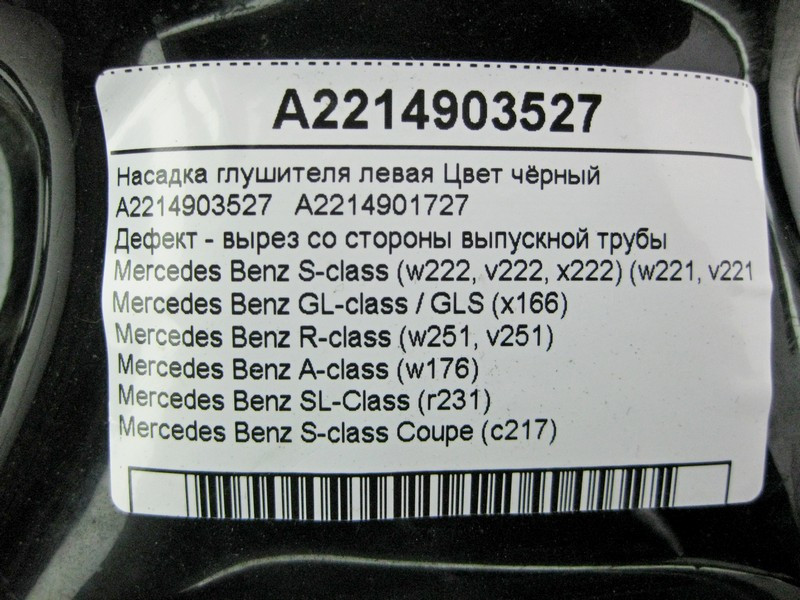 A2214903527
Насадка глушителя левая Цвет чёрный
A2214903527 A2214901727
Дефект - вырез со стороны выпускной трубы
Mercedes Benz S-class (w222, v222, x222) (w221, v221
Mercedes Benz GL-class / GLS (x166)
Mercedes Benz R-class (w251, v251)
Mercedes Benz A-class (w176)
Mercedes Benz SL-Class (r231)
Mercedes Benz S-class Coupe (c217)